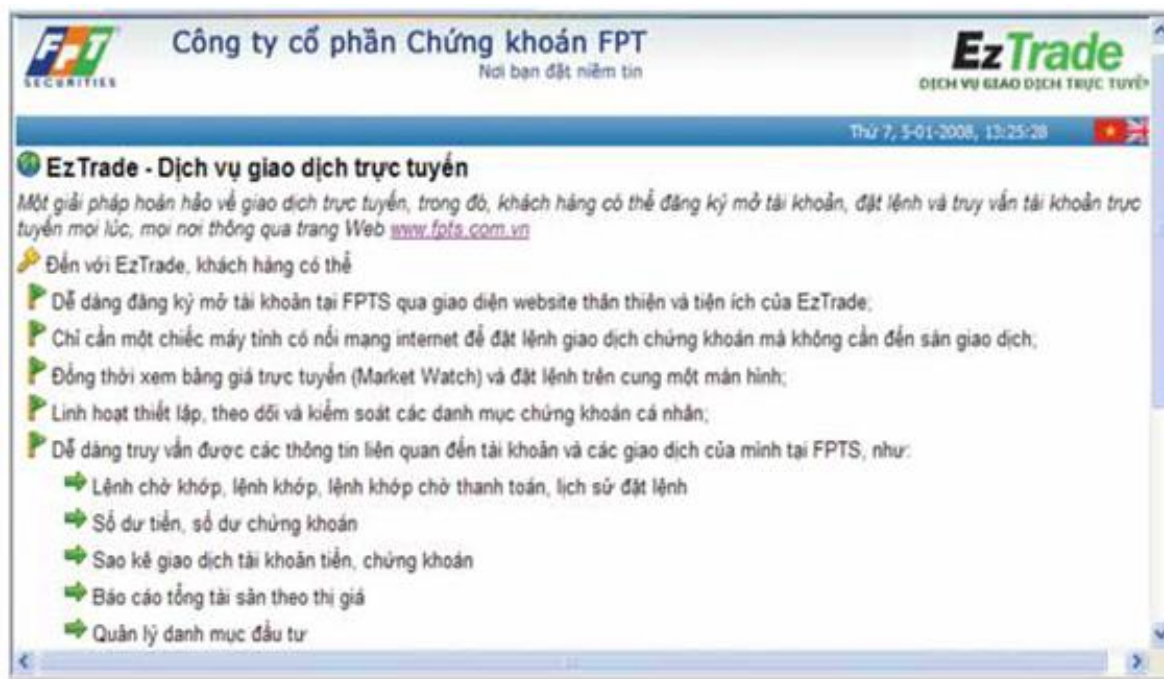 FPT
SECURITIES
Công ty cổ phần Chứng khoán FPT
Nơi bạn đặt niềm tin
EzTrade
DỊCH VỤ GIAO DỊCH TRỰC TUYẾN
Thứ 7, 5-01-2008, 13:25:28
EzTrade - Dịch vụ giao dịch trực tuyến
Một giải pháp hoàn hảo về giao dịch trực tuyến, trong đó, khách hàng có thể đăng ký mở tài khoản, đặt lệnh và truy vấn tài khoản trực
tuyến mọi lúc, mọi nơi thông qua trang Web www.fpts.com.vn
Đến với EzTrade, khách hàng có thể
Dễ dàng đăng ký mở tài khoản tại FPTS qua giao diện website thân thiện và tiện ích của EzTrade;
Chỉ cần một chiếc máy tính có nối mạng internet để đặt lệnh giao dịch chứng khoán mà không cần đến sàn giao dịch;
Đồng thời xem bảng giá trực tuyến (Market Watch) và đặt lệnh trên cung một màn hình;
Linh hoạt thiết lập, theo dõi và kiểm soát các danh mục chứng khoán cá nhân;
Dễ dàng truy vấn được các thông tin liên quan đến tài khoản và các giao dịch của mình tại FPTS, như:
Lệnh chờ khớp, lệnh khớp, lệnh khớp chờ thanh toán, lịch sử đặt lệnh
Số dư tiền, số dư chứng khoán
Sao kê giao dịch tài khoản tiền, chứng khoán
Báo cáo tổng tài sản theo thị giá
Quản lý danh mục đầu tư